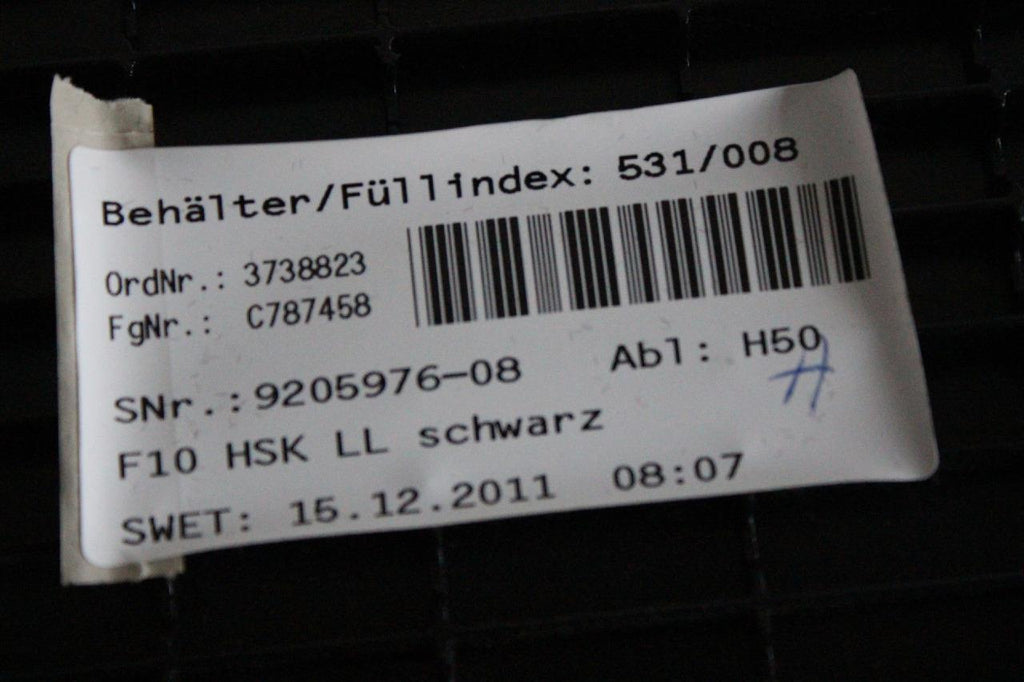 Behälter/Füllindex: 531/008
OrdNr.: 3738823
FgNr.: C787458
SNr.:9205976-08 Abl: H50
F10 HSK LL schwarz
SWET: 15.12.2011 08:07